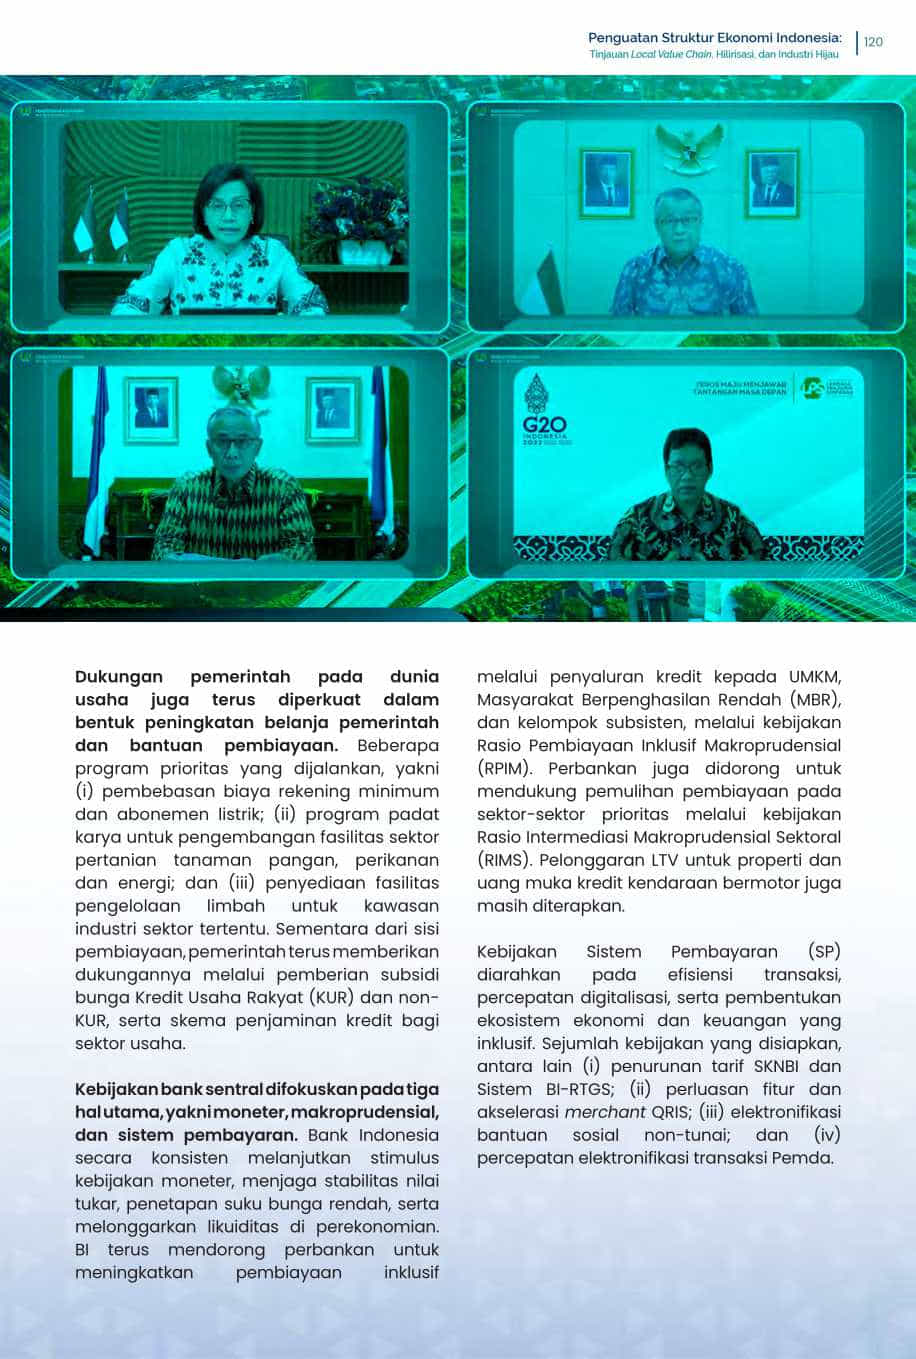 Penguatan Struktur Ekonomi Indonesia:
Tinjauan Local Value Chain, Hilirisasi, dan Industri Hijau
120
G20
INDONESIA
2022
TERUS MAJU MENJAWAB
TANTANGAN MASA DEPAN
Dukungan pemerintah pada dunia
usaha juga terus diperkuat dalam
bentuk peningkatan belanja pemerintah
dan bantuan pembiayaan. Beberapa
program prioritas yang dijalankan, yakni
(i) pembebasan biaya rekening minimum
dan abonemen listrik; (ii) program padat
karya untuk pengembangan fasilitas sektor
pertanian tanaman pangan, perikanan
dan energi; dan (iii) penyediaan fasilitas
pengelolaan limbah untuk kawasan
industri sektor tertentu. Sementara dari sisi
pembiayaan, pemerintah terus memberikan
dukungannya melalui pemberian subsidi
bunga Kredit Usaha Rakyat (KUR) dan non-
KUR, serta skema penjaminan kredit bagi
sektor usaha.
Kebijakan bank sentral difokuskan pada tiga
hal utama, yakni moneter, makroprudensial,
dan sistem pembayaran. Bank Indonesia
secara konsisten melanjutkan stimulus
kebijakan moneter, menjaga stabilitas nilai
tukar, penetapan suku bunga rendah, serta
melonggarkan likuiditas di perekonomian.
BI terus mendorong perbankan untuk
meningkatkan pembiayaan inklusif
melalui penyaluran kredit kepada UMKM,
Masyarakat Berpenghasilan Rendah (MBR),
dan kelompok subsisten, melalui kebijakan
Rasio Pembiayaan Inklusif Makroprudensial
(RPIM). Perbankan juga didorong untuk
mendukung pemulihan pembiayaan pada
sektor-sektor prioritas melalui kebijakan
Rasio Intermediasi Makroprudensial Sektoral
(RIMS). Pelonggaran LTV untuk properti dan
uang muka kredit kendaraan bermotor juga
masih diterapkan.
Kebijakan Sistem Pembayaran (SP)
diarahkan pada efisiensi transaksi,
percepatan digitalisasi, serta pembentukan
ekosistem ekonomi dan keuangan yang
inklusif. Sejumlah kebijakan yang disiapkan,
antara lain (i) penurunan tarif SKNBI dan
Sistem BI-RTGS; (ii) perluasan fitur dan
akselerasi merchant QRIS; (iii) elektronifikasi
bantuan sosial non-tunai; dan (iv)
percepatan elektronifikasi transaksi Pemda.